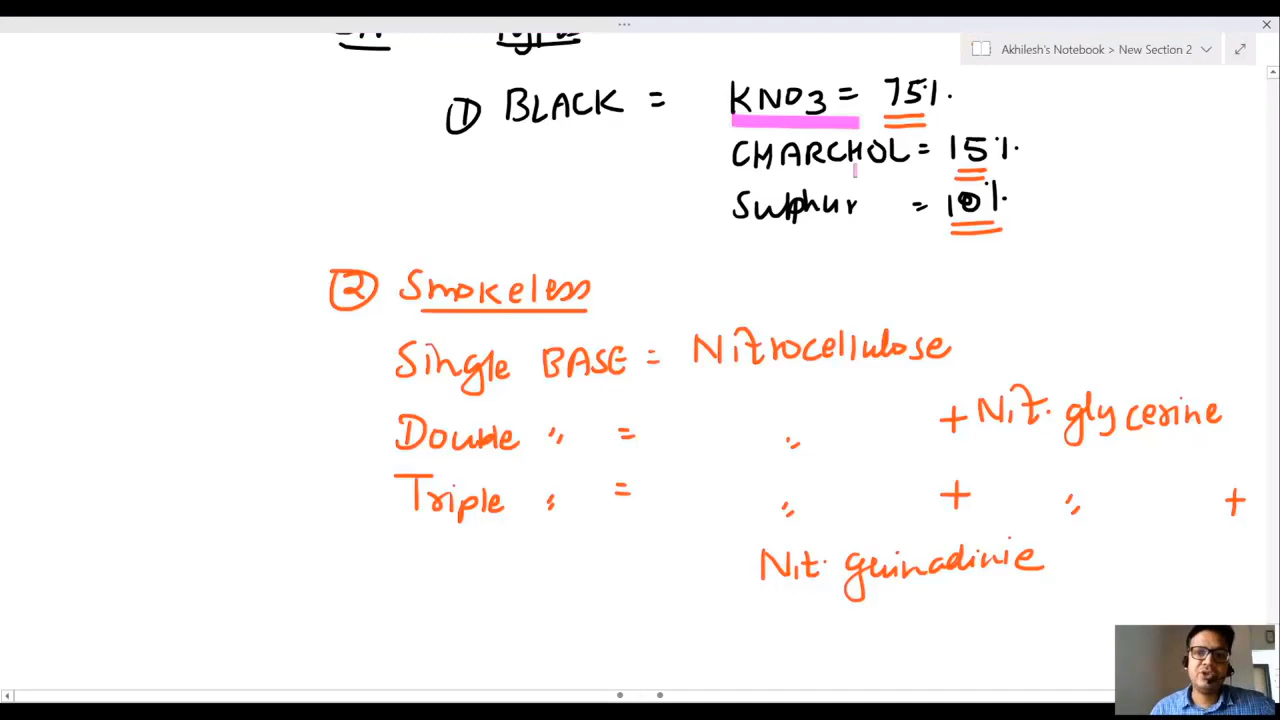 Akhilesh's Notebook > New Section 2
Types
① BLACK = KNO3 = 75%.
CHARCHOL = 15%.
Sulphur = 10%.
② Smokeless
Single BASE = Nitrocellulose
Double " = " + Nit. glycerine
Triple " = " + " +
Nit. guinadinie